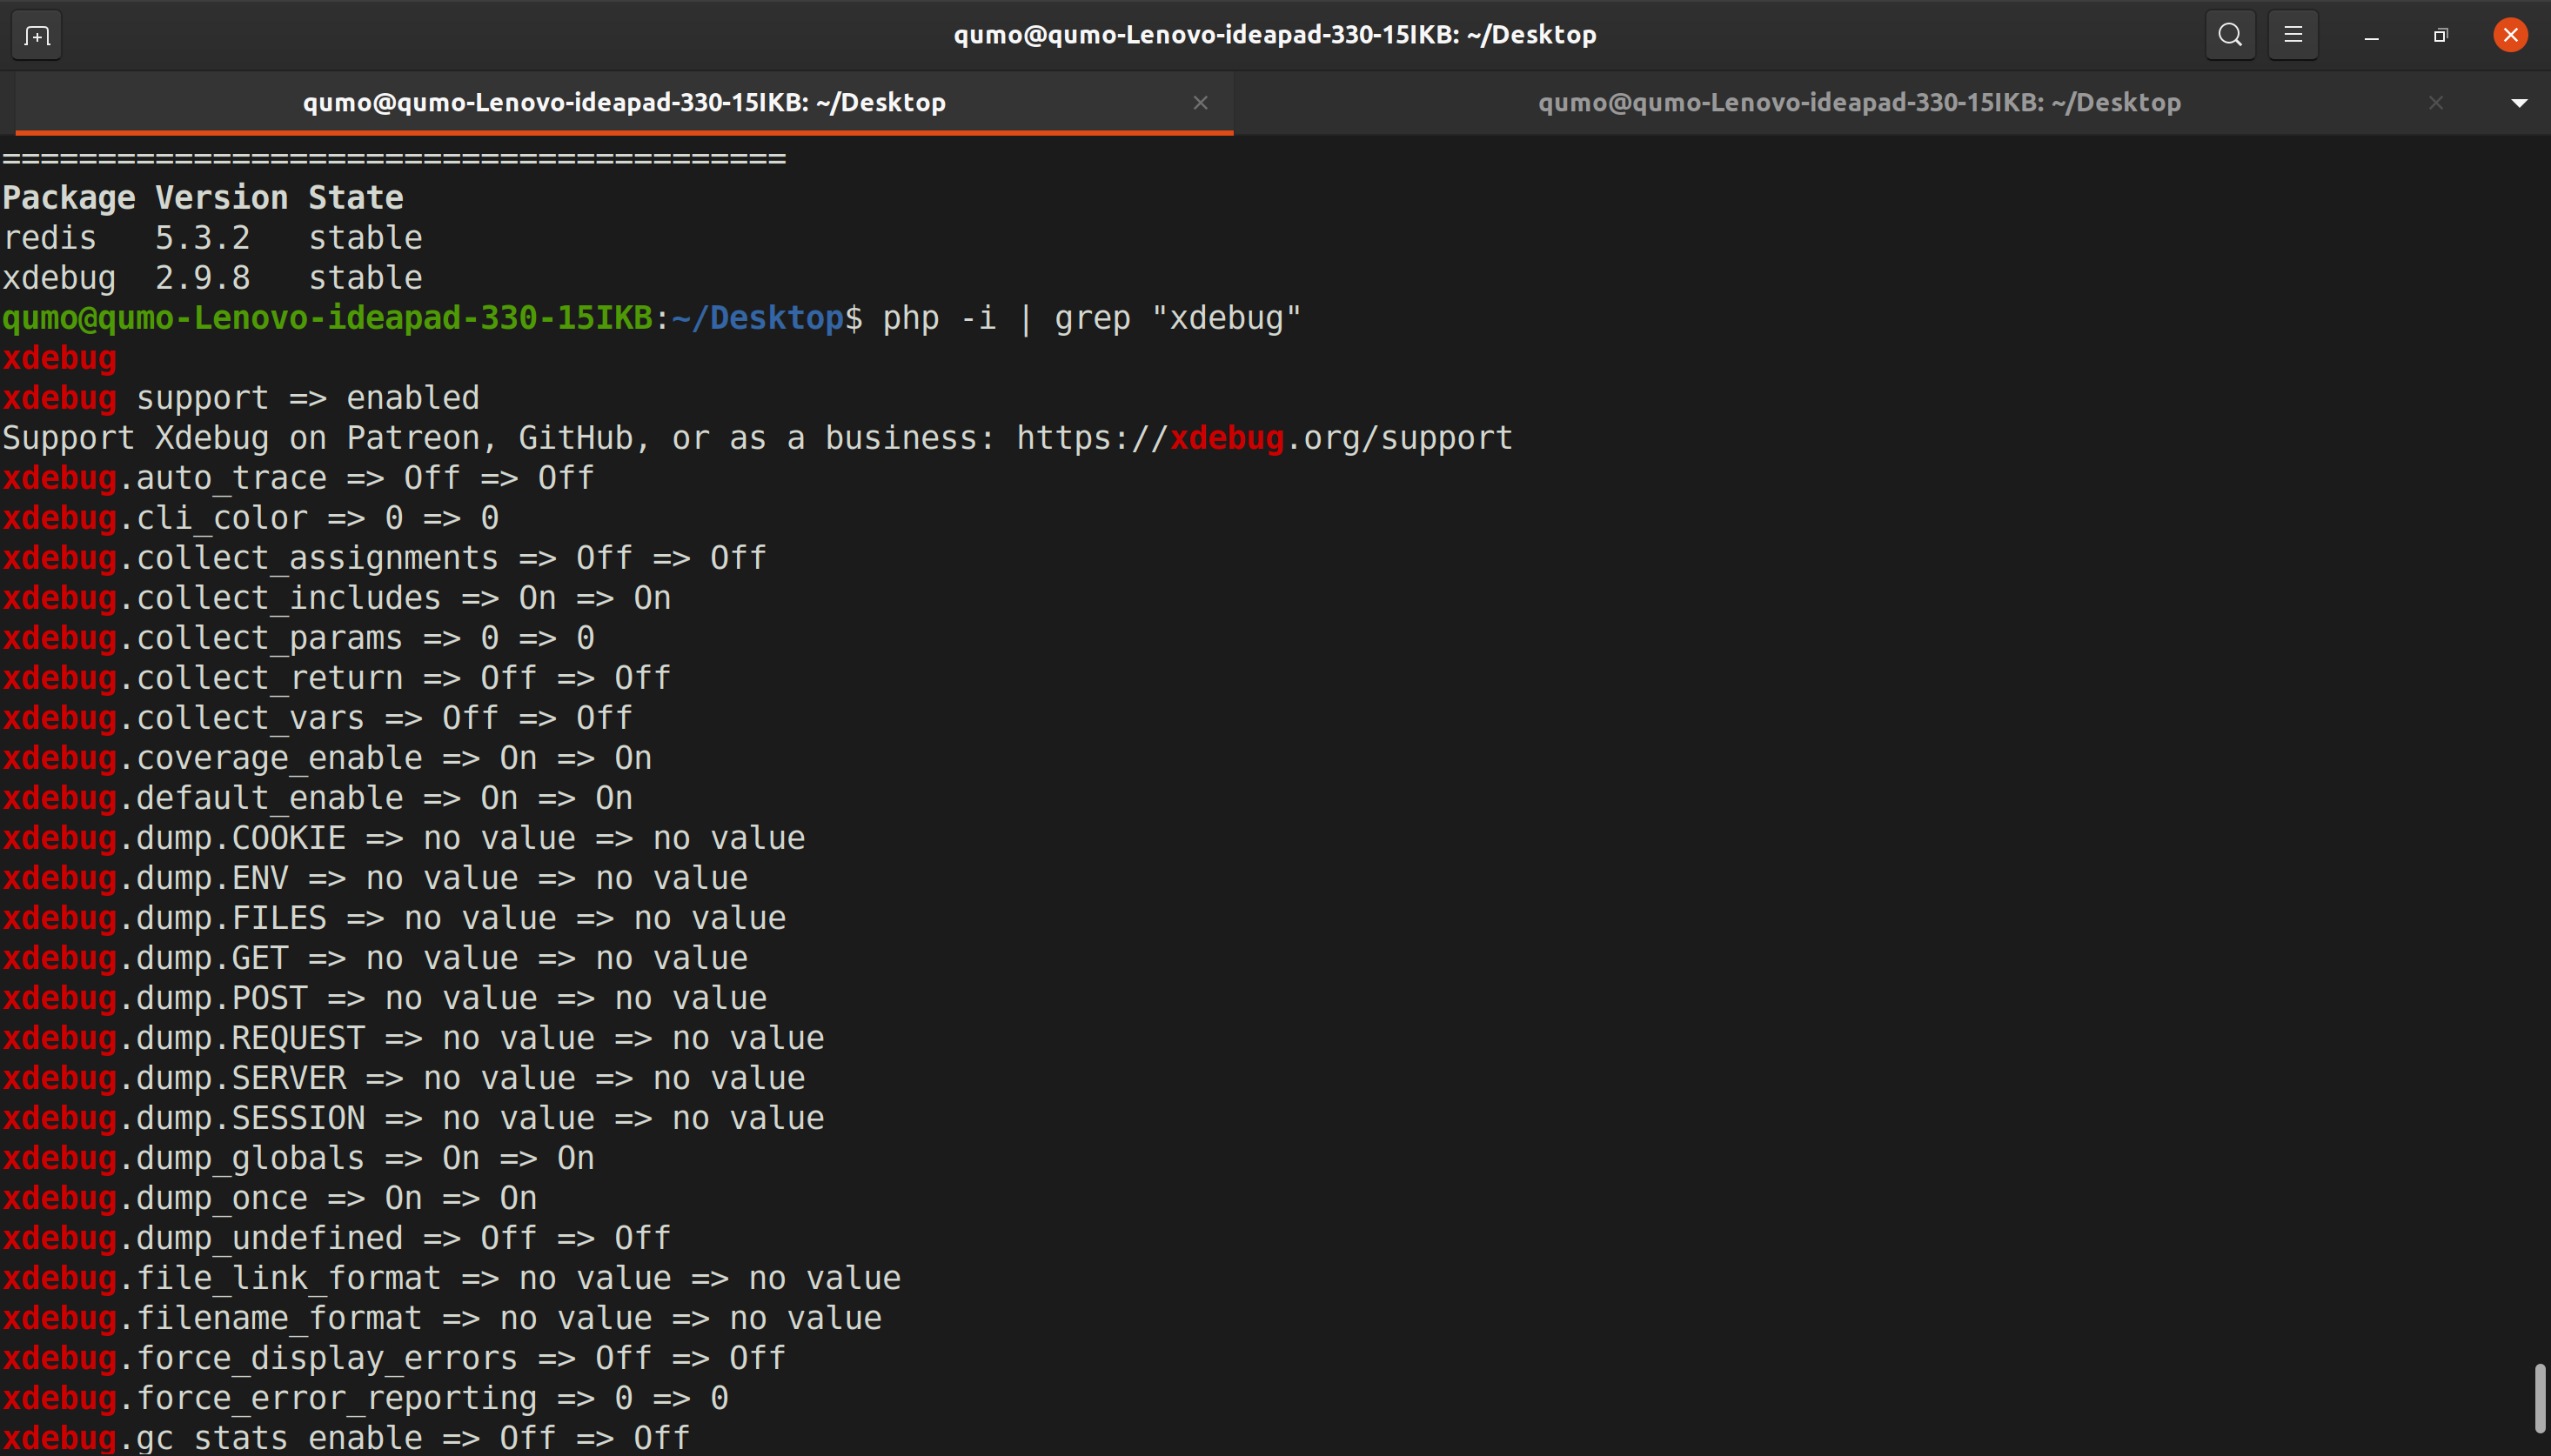 qumo@qumo-Lenovo-ideapad-330-15IKB: ~/Desktop
qumo@qumo-Lenovo-ideapad-330-15IKB: ~/Desktop
qumo@qumo-Lenovo-ideapad-330-15IKB: ~/Desktop
=========================================
Package Version State
redis   5.3.2   stable
xdebug  2.9.8   stable
qumo@qumo-Lenovo-ideapad-330-15IKB:~/Desktop$ php -i | grep "xdebug"
xdebug
xdebug support => enabled
Support Xdebug on Patreon, GitHub, or as a business: https://xdebug.org/support
xdebug.auto_trace => Off => Off
xdebug.cli_color => 0 => 0
xdebug.collect_assignments => Off => Off
xdebug.collect_includes => On => On
xdebug.collect_params => 0 => 0
xdebug.collect_return => Off => Off
xdebug.collect_vars => Off => Off
xdebug.coverage_enable => On => On
xdebug.default_enable => On => On
xdebug.dump.COOKIE => no value => no value
xdebug.dump.ENV => no value => no value
xdebug.dump.FILES => no value => no value
xdebug.dump.GET => no value => no value
xdebug.dump.POST => no value => no value
xdebug.dump.REQUEST => no value => no value
xdebug.dump.SERVER => no value => no value
xdebug.dump.SESSION => no value => no value
xdebug.dump_globals => On => On
xdebug.dump_once => On => On
xdebug.dump_undefined => Off => Off
xdebug.file_link_format => no value => no value
xdebug.filename_format => no value => no value
xdebug.force_display_errors => Off => Off
xdebug.force_error_reporting => 0 => 0
xdebug.gc_stats_enable => Off => Off